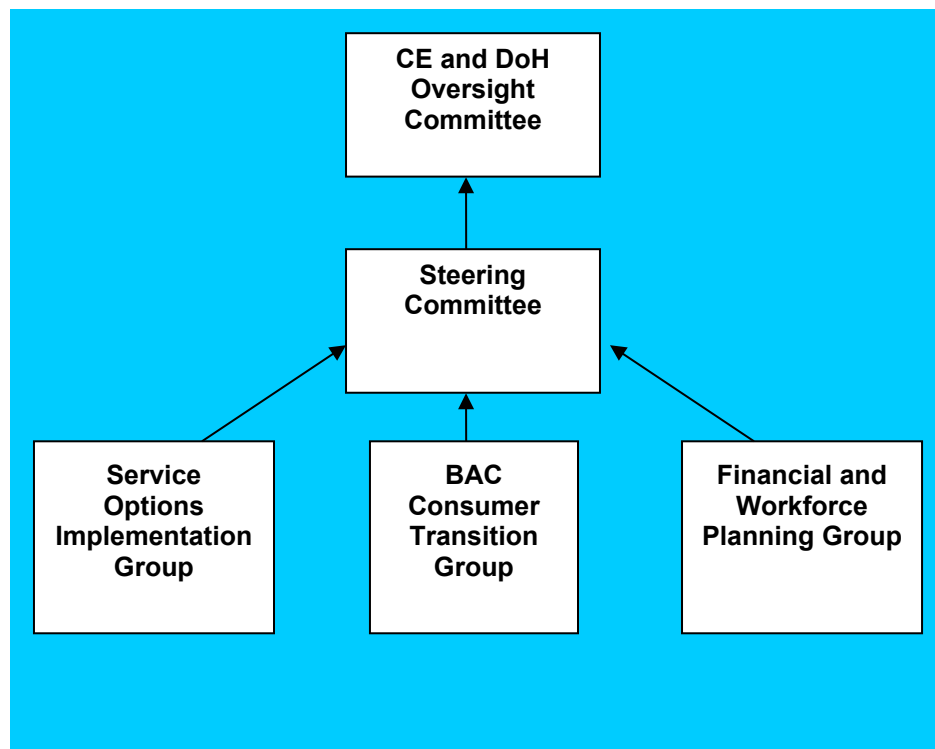 CE and DoH
Oversight
Committee
Steering
Committee
Service
Options
Implementation
Group
BAC
Consumer
Transition
Group
Financial and
Workforce
Planning Group